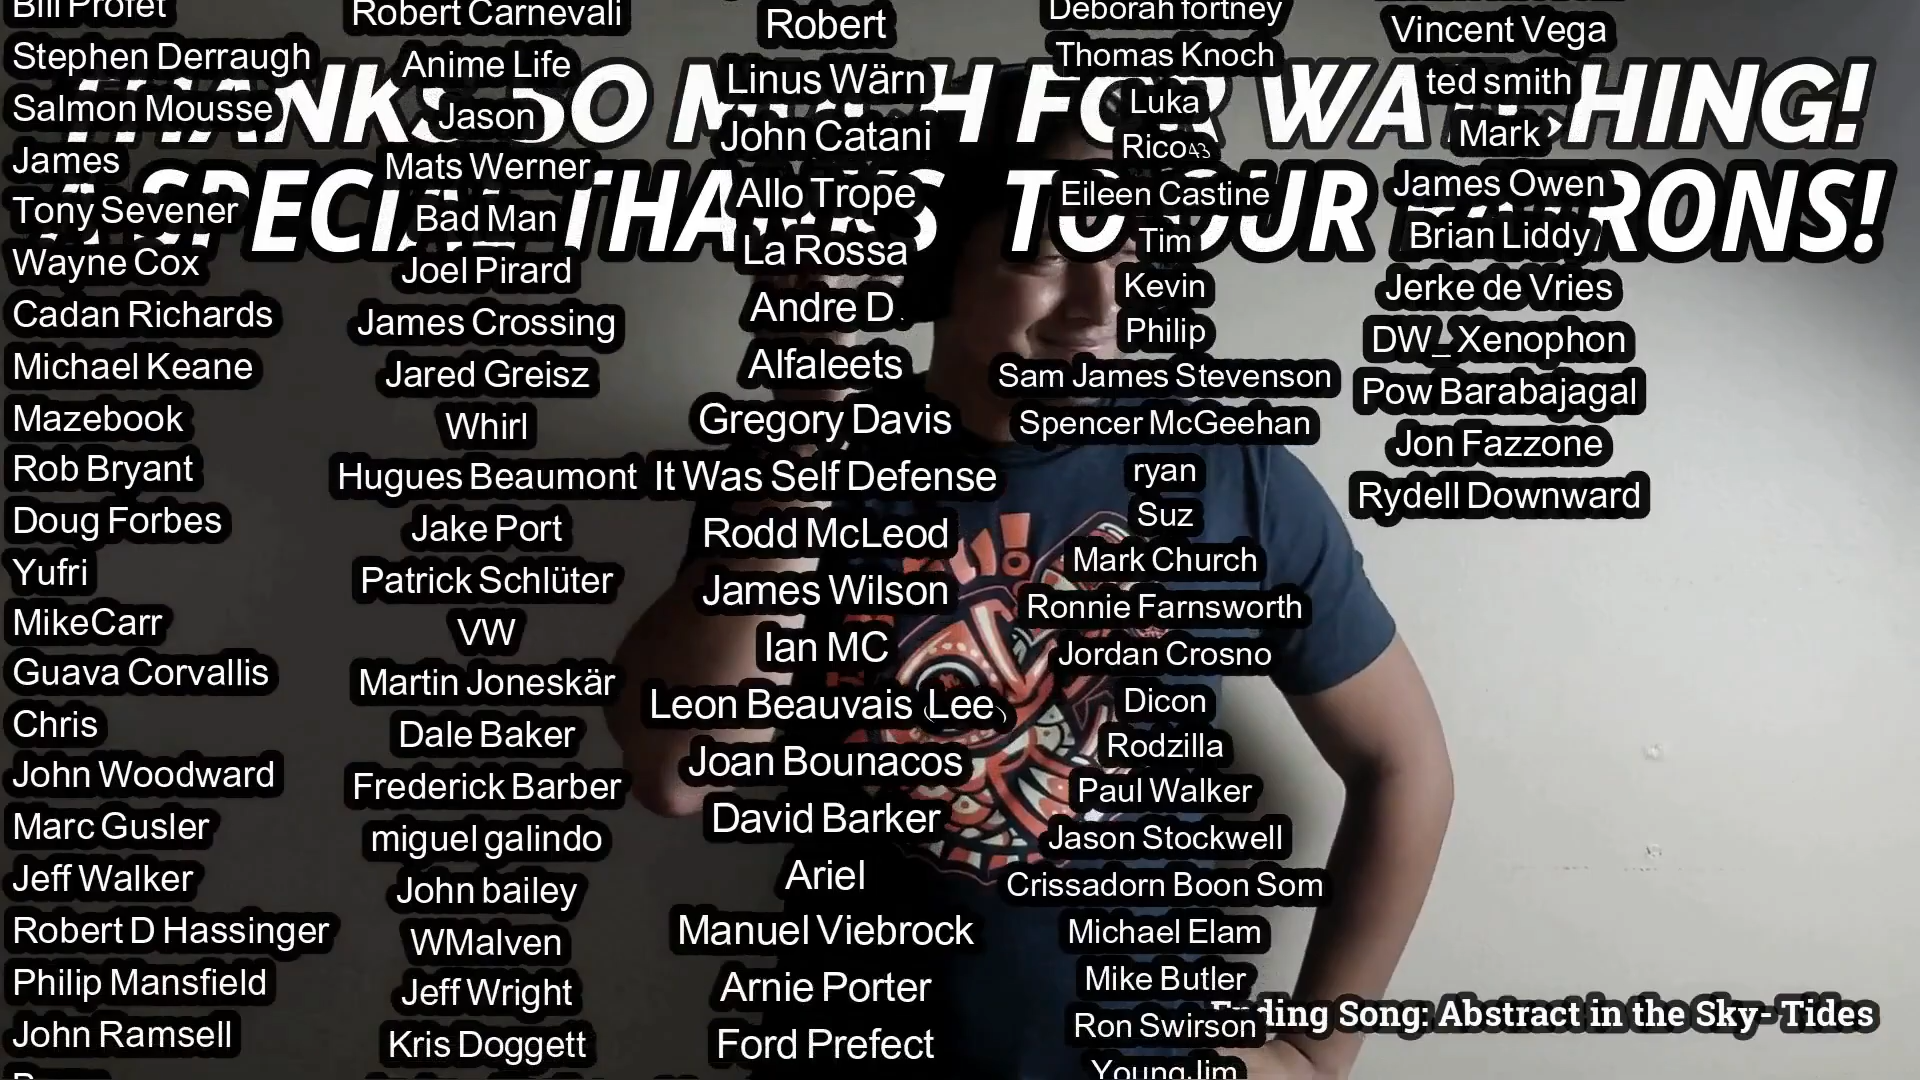 THANKS SO MUCH FOR WATCHING!
A SPECIAL THANKS TO OUR PATRONS!
Bill Profet
Stephen Derraugh
Salmon Mousse
James
Tony Sevener
Wayne Cox
Cadan Richards
Michael Keane
Mazebook
Rob Bryant
Doug Forbes
Yufri
MikeCarr
Guava Corvallis
Chris
John Woodward
Marc Gusler
Jeff Walker
Robert D Hassinger
Philip Mansfield
John Ramsell
Robert Carnevali
Anime Life
Jason
Mats Werner
Bad Man
Joel Pirard
James Crossing
Jared Greisz
Whirl
Hugues Beaumont
Jake Port
Patrick Schlüter
VW
Martin Joneskär
Dale Baker
Frederick Barber
miguel galindo
John bailey
WMalven
Jeff Wright
Kris Doggett
Robert
Linus Wärn
John Catani
Allo Trope
La Rossa
Andre D.
Alfaleets
Gregory Davis
It Was Self Defense
Rodd McLeod
James Wilson
Ian MC
Leon Beauvais (Lee)
Joan Bounacos
David Barker
Ariel
Manuel Viebrock
Arnie Porter
Ford Prefect
Deborah fortney
Thomas Knoch
Luka
Rico43
Eileen Castine
Tim
Kevin
Philip
Sam James Stevenson
Spencer McGeehan
ryan
Suz
Mark Church
Ronnie Farnsworth
Jordan Crosno
Dicon
Rodzilla
Paul Walker
Jason Stockwell
Crissadorn Boon Som
Michael Elam
Mike Butler
Ron Swirson
YoungJim
Vincent Vega
ted smith
Mark
James Owen
Brian Liddy
Jerke de Vries
DW_ Xenophon
Pow Barabajagal
Jon Fazzone
Rydell Downward
Ending Song: Abstract in the Sky- Tides